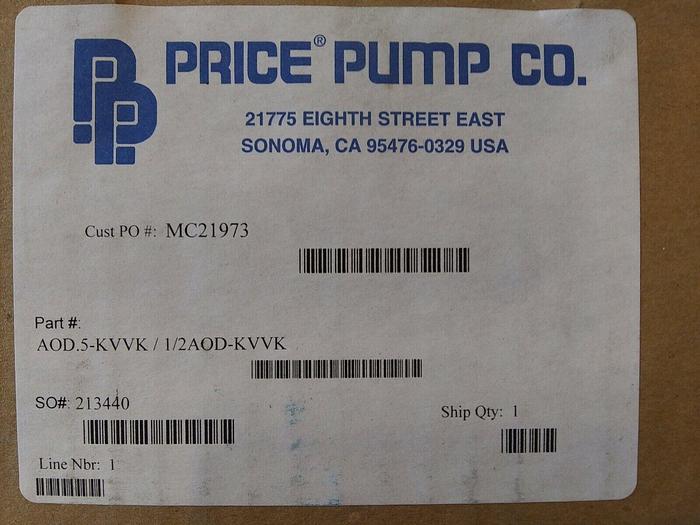 PP
PRICE® PUMP CO.
21775 EIGHTH STREET EAST
SONOMA, CA 95476-0329 USA
Cust PO #: MC21973
Part #:
AOD.5-KVVK / 1/2AOD-KVVK
SO#: 213440
Ship Qty: 1
Line Nbr: 1